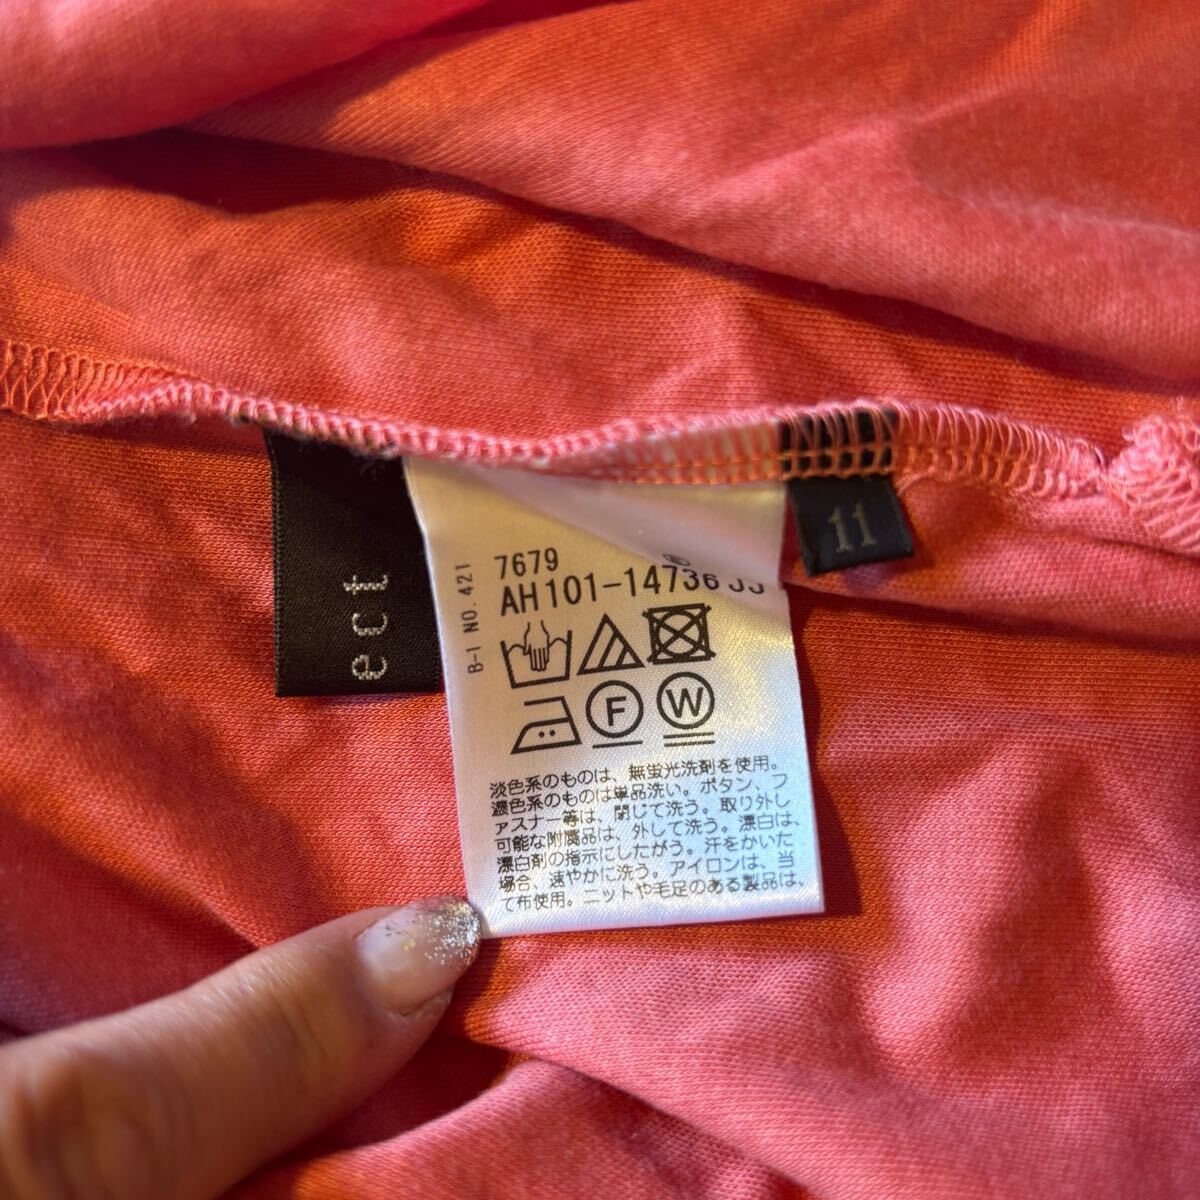 ect
11
B-1 NO. 421
7679
AH101-14736
F
W
淡色系のものは、無蛍光洗剤を使用。
濃色系のものは単品洗い。ボタン、フ
ァスナー等は、閉じて洗う。取り外し
可能な附属品は、外して洗う。漂白は、
漂白剤の指示にしたがう。汗をかいた
場合、速やかに洗う。アイロンは、当
て布使用。ニットや毛足のある製品は、